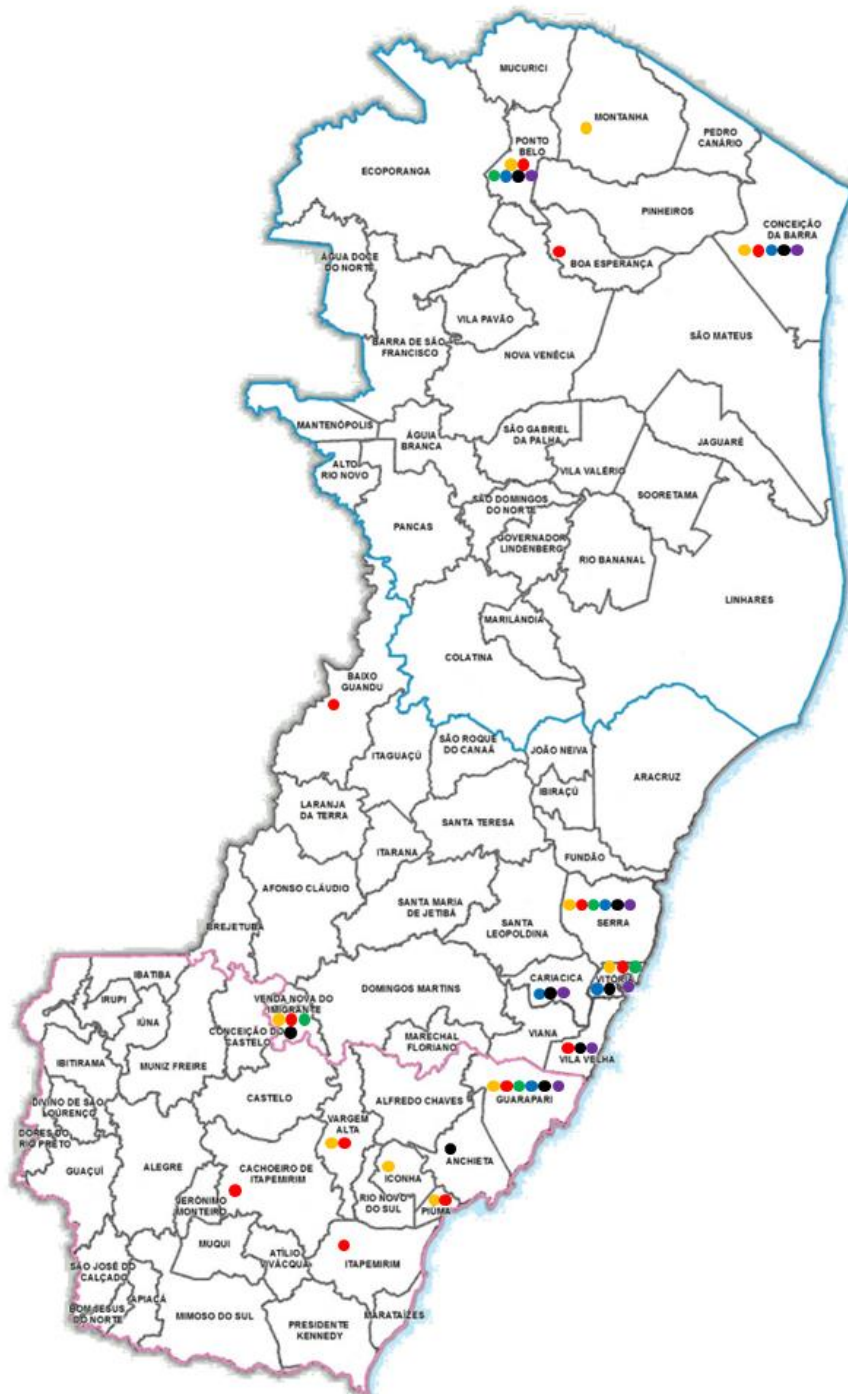 MUCURICI
MONTANHA
PEDRO
CANÁRIO
PONTO
BELO
ECOPORANGA
PINHEIROS
CONCEIÇÃO
DA BARRA
ÁGUA DOCE
DO NORTE
BOA ESPERANÇA
VILA PAVÃO
BARRA DE SÃO
FRANCISCO
NOVA VENÉCIA
SÃO MATEUS
MANTENÓPOLIS
ÁGUIA
BRANCA
SÃO GABRIEL
DA PALHA
JAGUARÉ
ALTO
RIO NOVO
VILA VALÉRIO
SOORETAMA
SÃO DOMINGOS
DO NORTE
PANCAS
GOVERNADOR
LINDENBERG
RIO BANANAL
LINHARES
MARILÂNDIA
COLATINA
BAIXO
GUANDU
SÃO ROQUE
DO CANAÃ
JOÃO NEIVA
ITAGUAÇÚ
ARACRUZ
IBIRAÇÚ
LARANJA
DA TERRA
SANTA TERESA
ITARANA
FUNDÃO
AFONSO CLÁUDIO
SANTA MARIA
DE JETIBÁ
BREJETUBA
SANTA
LEOPOLDINA
SERRA
IBATIBA
CARIACICA
VITÓRIA
DOMINGOS MARTINS
IRUPI
VENDA NOVA DO
IMIGRANTE
IÚNA
CONCEIÇÃO DO
CASTELO
MARECHAL
FLORIANO
VIANA
VILA VELHA
IBITIRAMA
MUNIZ FREIRE
CASTELO
ALFREDO CHAVES
GUARAPARI
DIVINO DE SÃO
LOURENÇO
VARGEM
ALTA
DORES DO
RIO PRETO
GUAÇUÍ
ALEGRE
CACHOEIRO DE
ITAPEMIRIM
ANCHIETA
ICONHA
JERÔNIMO
MONTEIRO
RIO NOVO
DO SUL
PIÚMA
MUQUI
ATÍLIO
VIVÁCQUA
ITAPEMIRIM
SÃO JOSÉ DO
CALÇADO
APIACÁ
BOM JESUS
DO NORTE
MIMOSO DO SUL
MARATAÍZES
PRESIDENTE
KENNEDY